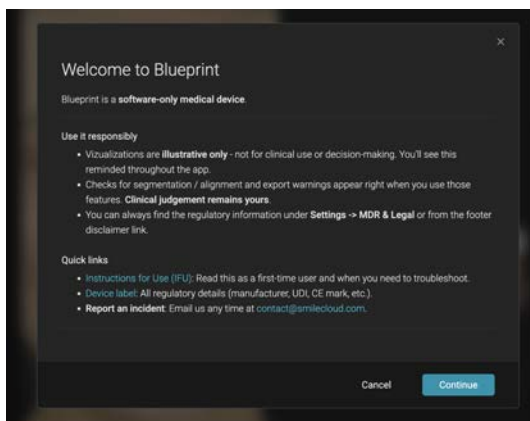 Welcome to Blueprint
Blueprint is a software-only medical device.
Use it responsibly
• Vizualizations are illustrative only - not for clinical use or decision-making. You'll see this
reminded throughout the app.
• Checks for segmentation / alignment and export warnings appear right when you use those
features. Clinical judgement remains yours.
• You can always find the regulatory information under Settings -> MDR & Legal or from the footer
disclaimer link.
Quick links
• Instructions for Use (IFU): Read this as a first-time user and when you need to troubleshoot.
• Device label: All regulatory details (manufacturer, UDI, CE mark, etc.).
• Report an incident: Email us any time at contact@smilecloud.com.
Cancel Continue